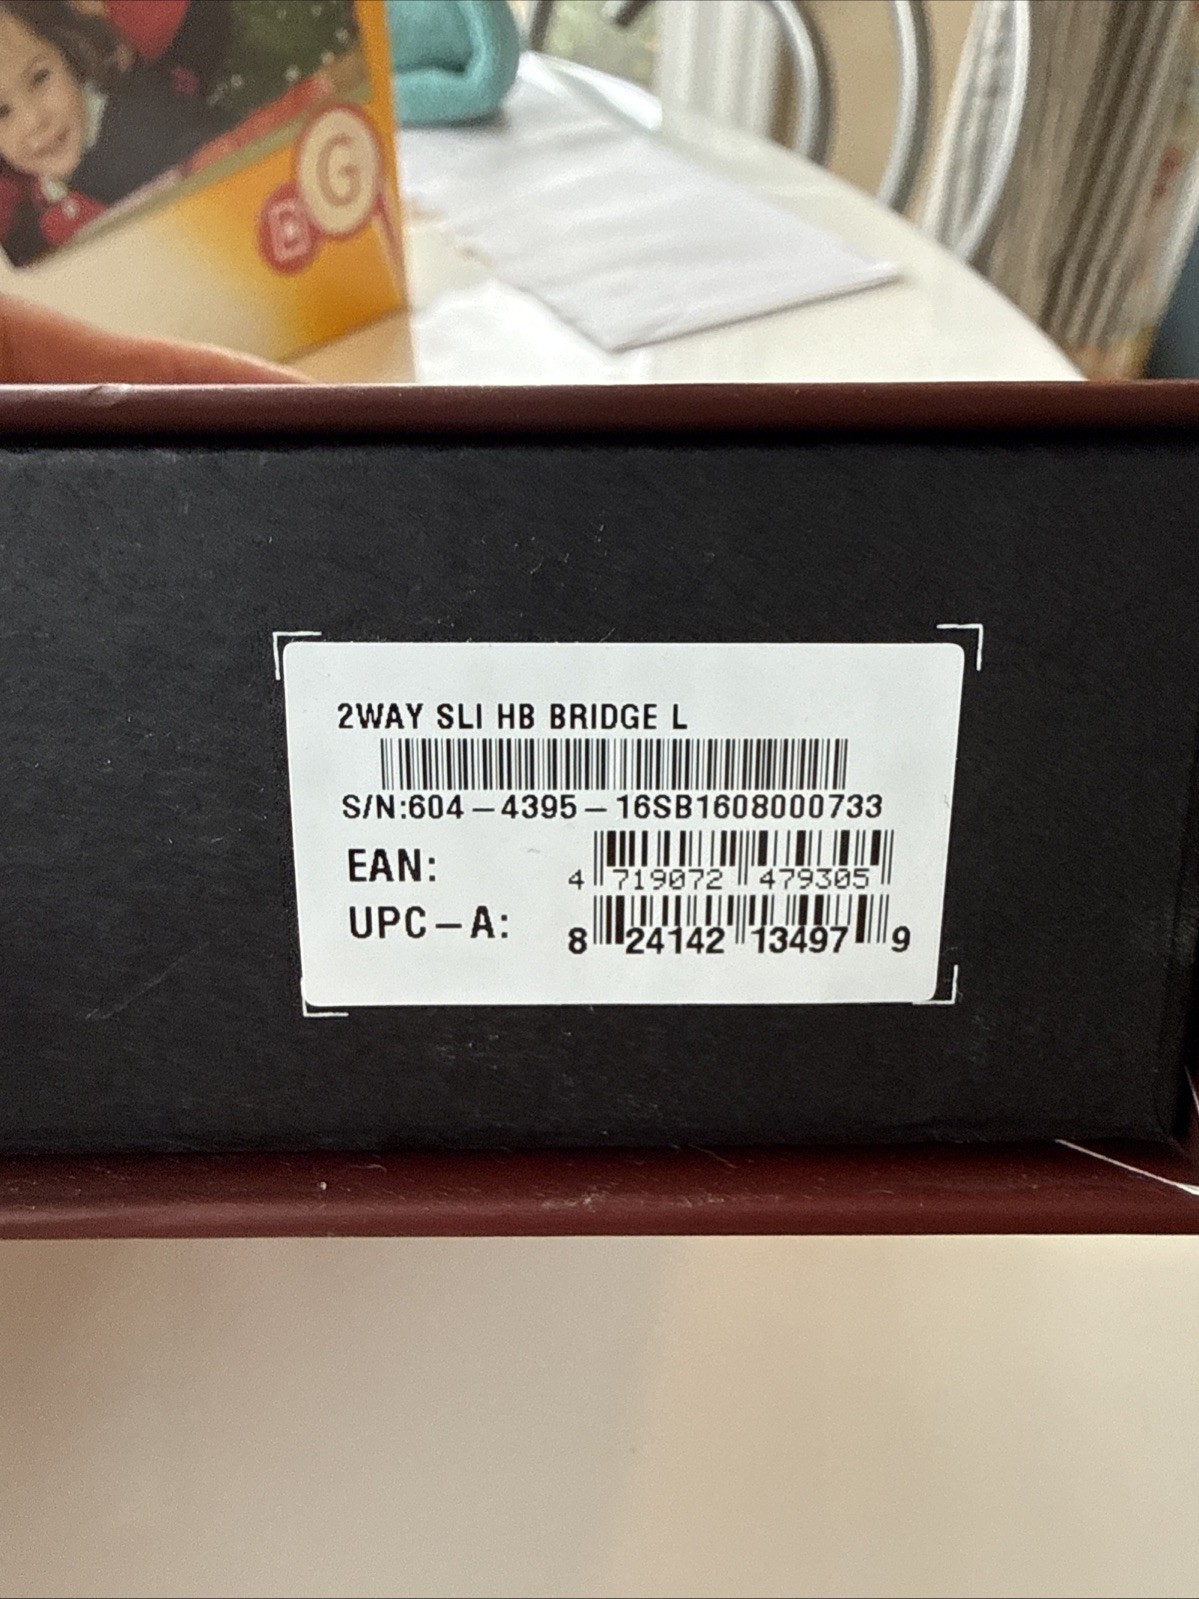 G
2WAY SLI HB BRIDGE L
S/N:604-4395-16SB1608000733
EAN: 4 719072 479305
UPC-A: 8 24142 13497 9